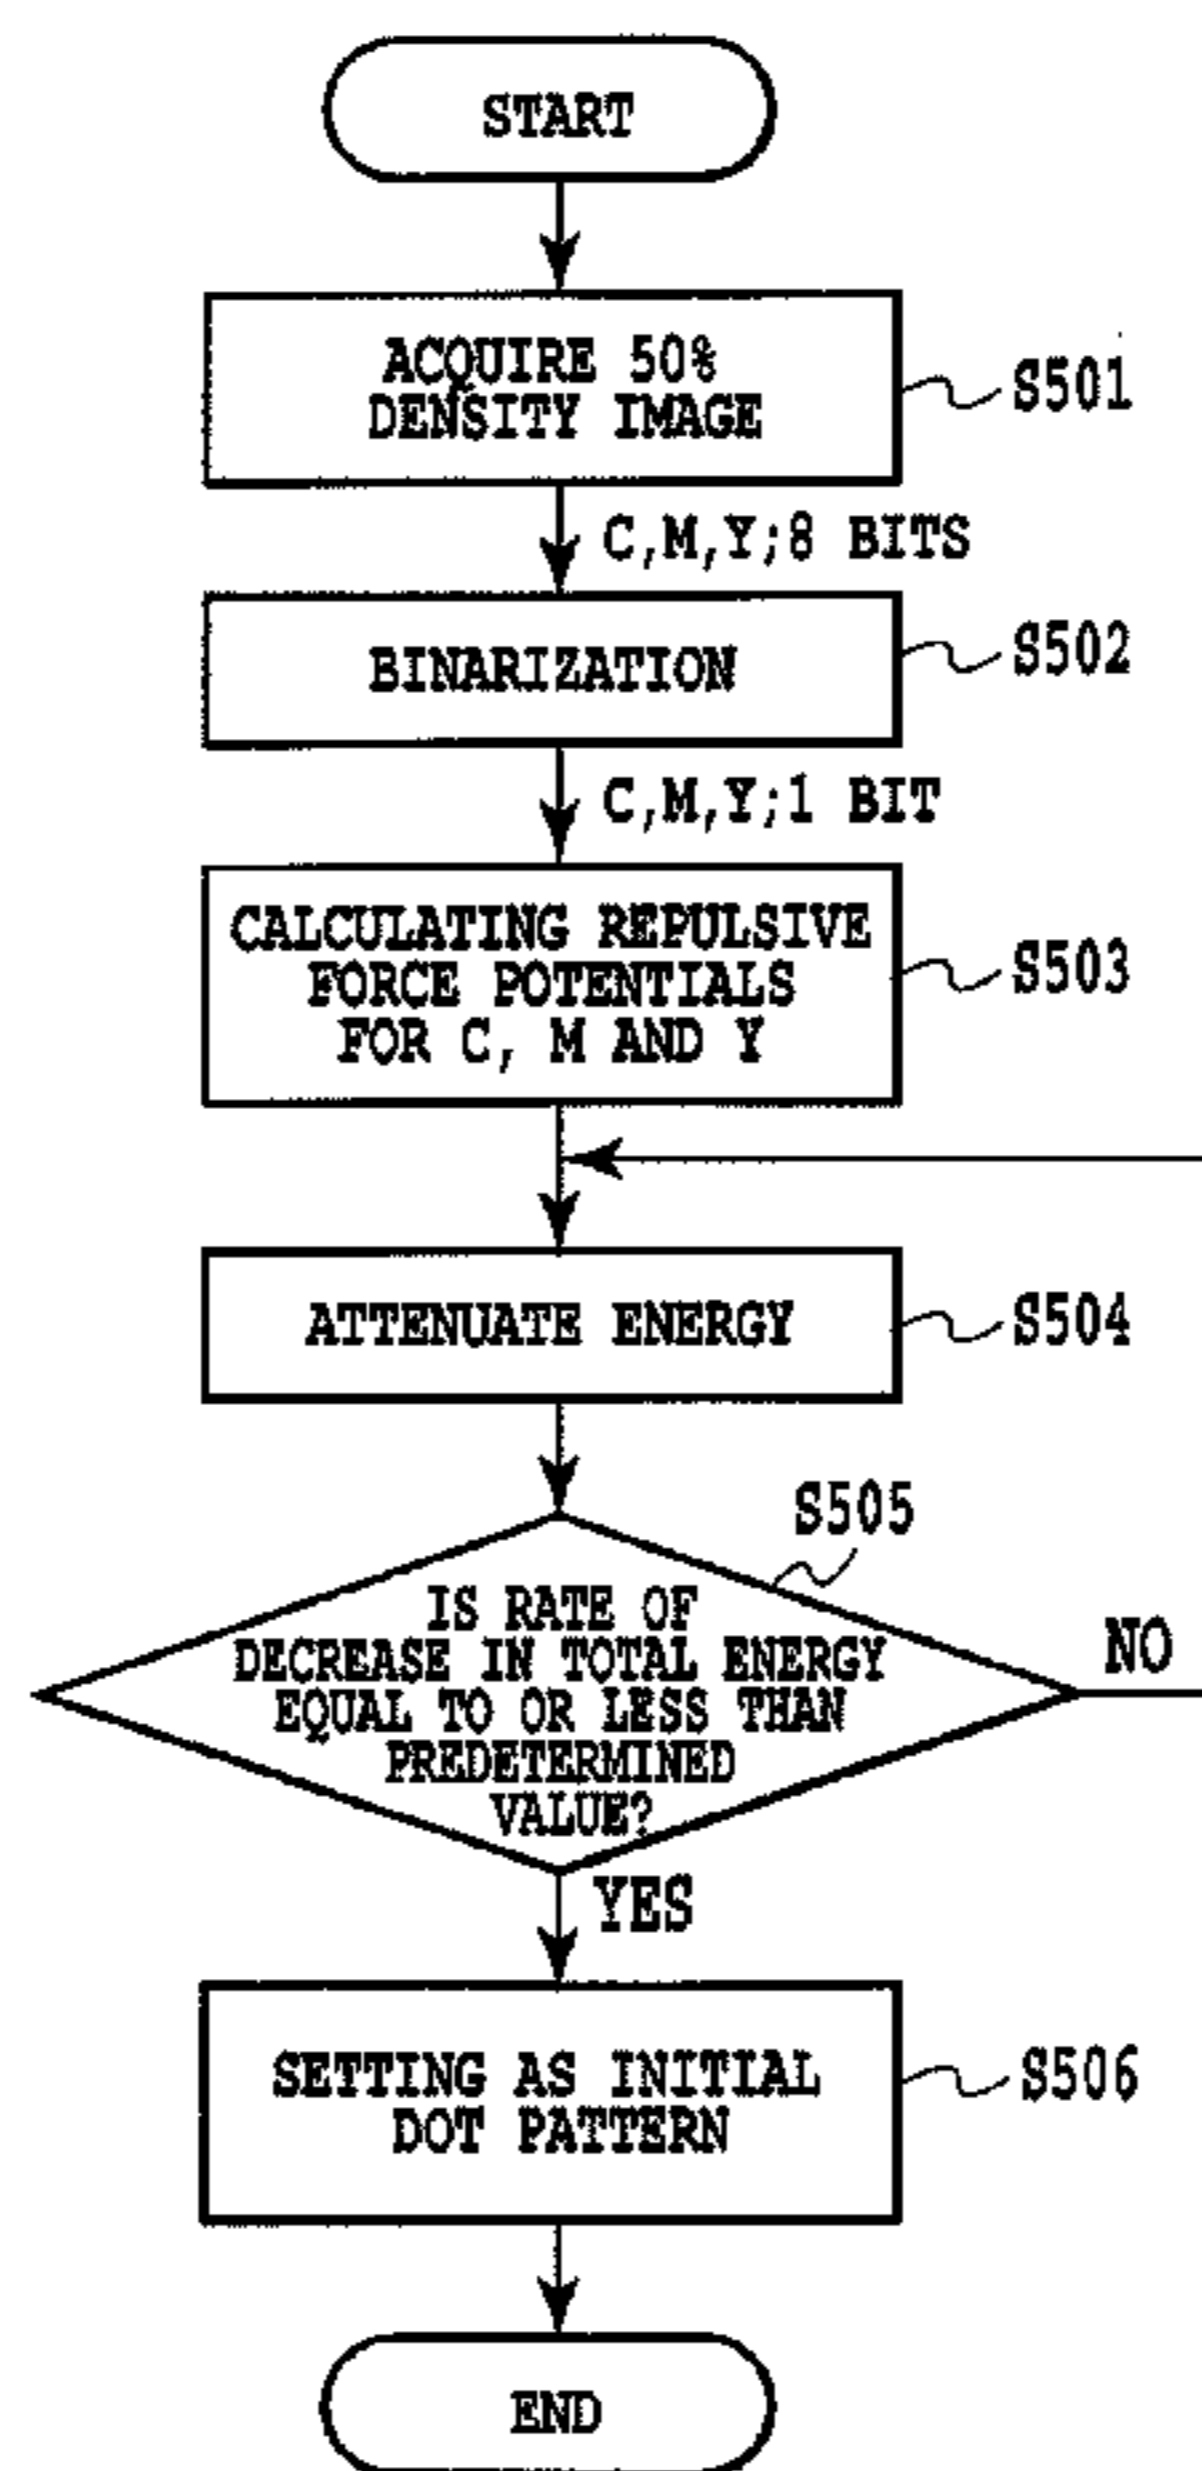 START
ACQUIRE 50%
DENSITY IMAGE
S501
C,M,Y;8 BITS
BINARIZATION
S502
C,M,Y;1 BIT
CALCULATING REPULSIVE
FORCE POTENTIALS
FOR C, M AND Y
S503
ATTENUATE ENERGY
S504
S505
IS RATE OF
DECREASE IN TOTAL ENERGY
EQUAL TO OR LESS THAN
PREDETERMINED
VALUE?
NO
YES
SETTING AS INITIAL
DOT PATTERN
S506
END